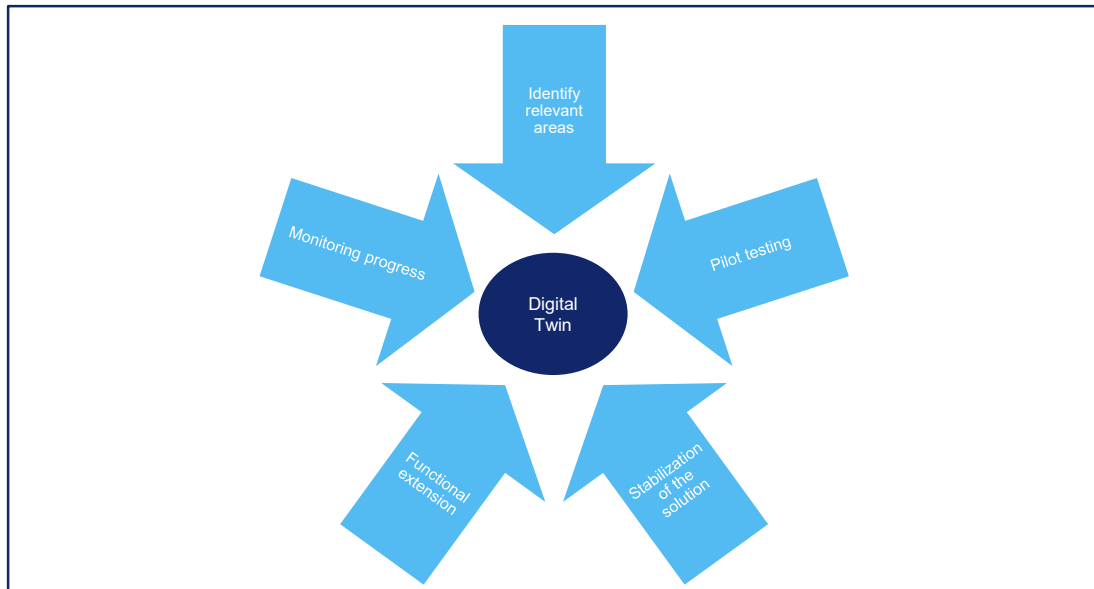 Identify
relevant
areas
Monitoring progress
Pilot testing
Digital
Twin
Functional
extension
Stabilization
of the
solution